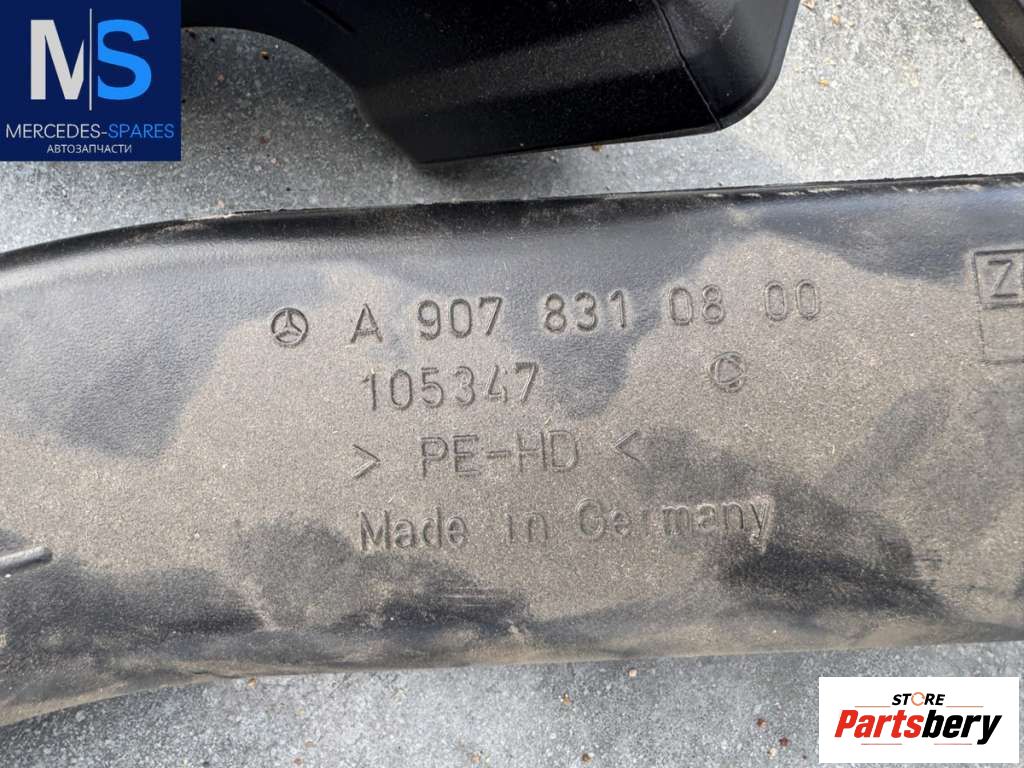 MS
MERCEDES-SPARES
АВТОЗАПЧАСТИ
A 907 831 08 00
105347 C
> PE-HD <
Made in Germany
Z
STORE
Partsbery